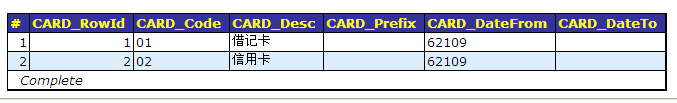 # CARD_RowId CARD_Code CARD_Desc CARD_Prefix CARD_DateFrom CARD_DateTo
1 1 01 借记卡 62109
2 2 02 信用卡 62109
Complete